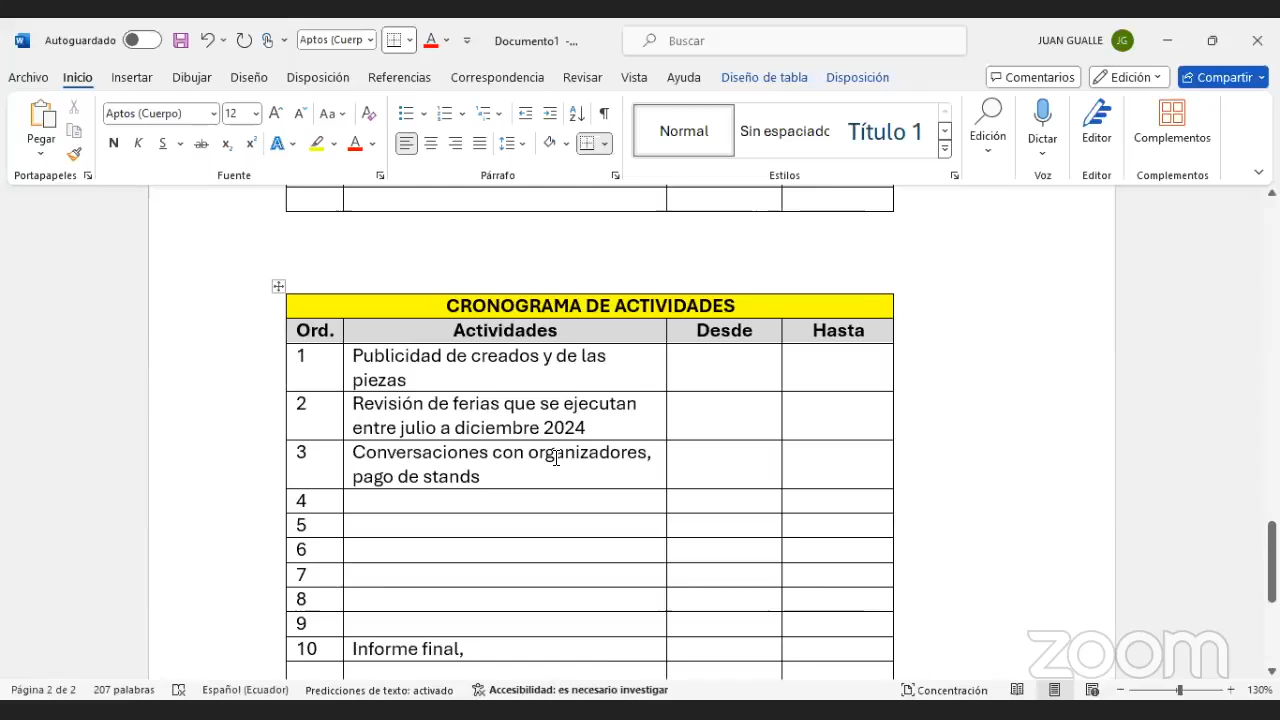 Autoguardado
Aptos (Cuerp
Documento1 -...
Buscar
JUAN GUALLE
JG
Archivo Inicio Insertar Dibujar Diseño Disposición Referencias Correspondencia Revisar Vista Ayuda Diseño de tabla Disposición
Comentarios
Edición
Compartir
Pegar
Aptos (Cuerpo)
12
Normal
Sin espaciado
Título 1
Edición
Dictar
Editor
Complementos
Portapapeles
Fuente
Párrafo
Estilos
Voz
Editor
Complementos
CRONOGRAMA DE ACTIVIDADES
Ord. Actividades Desde Hasta
1 Publicidad de creados y de las
piezas
2 Revisión de ferias que se ejecutan
entre julio a diciembre 2024
3 Conversaciones con organizadores,
pago de stands
4
5
6
7
8
9
10 Informe final,
zoom
Página 2 de 2 207 palabras Español (Ecuador) Predicciones de texto: activado Accesibilidad: es necesario investigar Concentración 130%